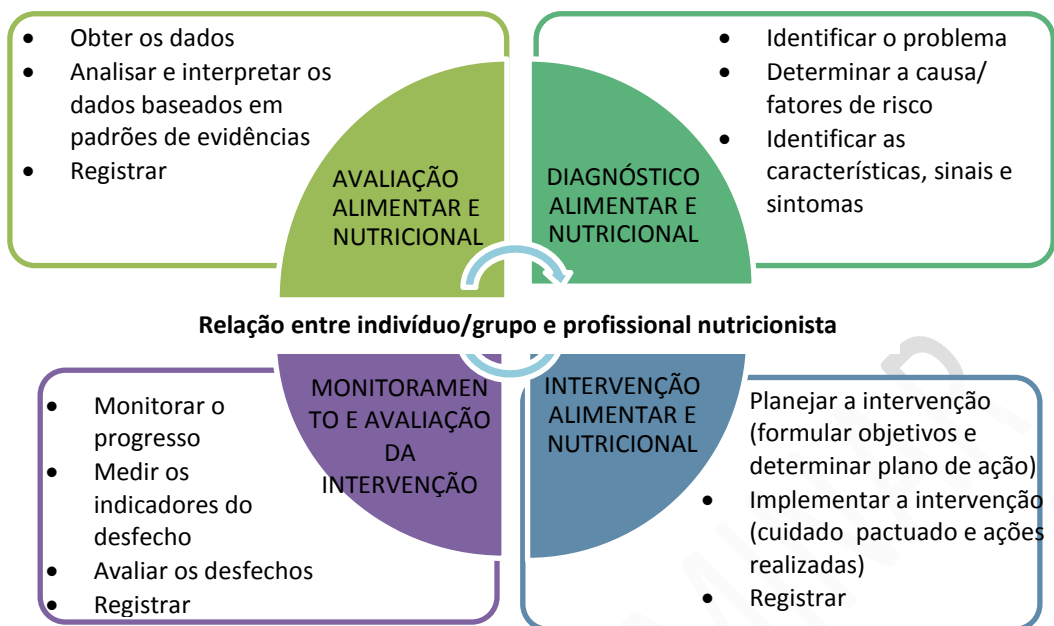 • Obter os dados
• Analisar e interpretar os
dados baseados em
padrões de evidências
• Registrar
AVALIAÇÃO
ALIMENTAR E
NUTRICIONAL
• Identificar o problema
• Determinar a causa/
fatores de risco
• Identificar as
características, sinais e
sintomas
DIAGNÓSTICO
ALIMENTAR E
NUTRICIONAL
Relação entre indivíduo/grupo e profissional nutricionista
• Monitorar o
progresso
• Medir os
indicadores do
desfecho
• Avaliar os desfechos
• Registrar
MONITORAMEN
TO E AVALIAÇÃO
DA
INTERVENÇÃO
INTERVENÇÃO
ALIMENTAR E
NUTRICIONAL
Planejar a intervenção
(formular objetivos e
determinar plano de ação)
• Implementar a intervenção
(cuidado pactuado e ações
realizadas)
• Registrar